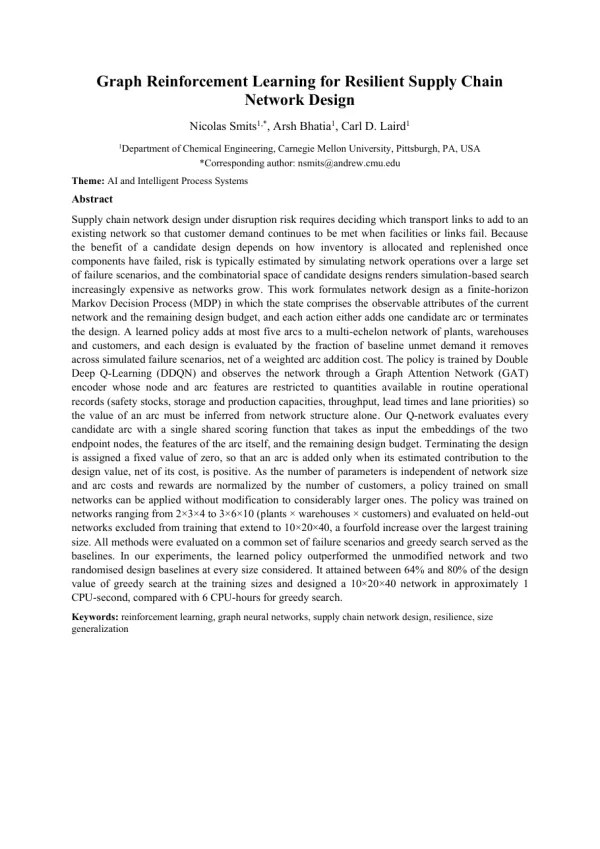 Graph Reinforcement Learning for Resilient Supply Chain
Network Design
Nicolas Smits1,*, Arsh Bhatia1, Carl D. Laird1
1Department of Chemical Engineering, Carnegie Mellon University, Pittsburgh, PA, USA
*Corresponding author: nsmits@andrew.cmu.edu
Theme: AI and Intelligent Process Systems
Abstract
Supply chain network design under disruption risk requires deciding which transport links to add to an
existing network so that customer demand continues to be met when facilities or links fail. Because
the benefit of a candidate design depends on how inventory is allocated and replenished once
components have failed, risk is typically estimated by simulating network operations over a large set
of failure scenarios, and the combinatorial space of candidate designs renders simulation-based search
increasingly expensive as networks grow. This work formulates network design as a finite-horizon
Markov Decision Process (MDP) in which the state comprises the observable attributes of the current
network and the remaining design budget, and each action either adds one candidate arc or terminates
the design. A learned policy adds at most five arcs to a multi-echelon network of plants, warehouses
and customers, and each design is evaluated by the fraction of baseline unmet demand it removes
across simulated failure scenarios, net of a weighted arc addition cost. The policy is trained by Double
Deep Q-Learning (DDQN) and observes the network through a Graph Attention Network (GAT)
encoder whose node and arc features are restricted to quantities available in routine operational
records (safety stocks, storage and production capacities, throughput, lead times and lane priorities) so
the value of an arc must be inferred from network structure alone. Our Q-network evaluates every
candidate arc with a single shared scoring function that takes as input the embeddings of the two
endpoint nodes, the features of the arc itself, and the remaining design budget. Terminating the design
is assigned a fixed value of zero, so that an arc is added only when its estimated contribution to the
design value, net of its cost, is positive. As the number of parameters is independent of network size
and arc costs and rewards are normalized by the number of customers, a policy trained on small
networks can be applied without modification to considerably larger ones. The policy was trained on
networks ranging from 2×3×4 to 3×6×10 (plants × warehouses × customers) and evaluated on held-out
networks excluded from training that extend to 10×20×40, a fourfold increase over the largest training
size. All methods were evaluated on a common set of failure scenarios and greedy search served as the
baselines. In our experiments, the learned policy outperformed the unmodified network and two
randomised design baselines at every size considered. It attained between 64% and 80% of the design
value of greedy search at the training sizes and designed a 10×20×40 network in approximately 1
CPU-second, compared with 6 CPU-hours for greedy search.
Keywords: reinforcement learning, graph neural networks, supply chain network design, resilience, size
generalization